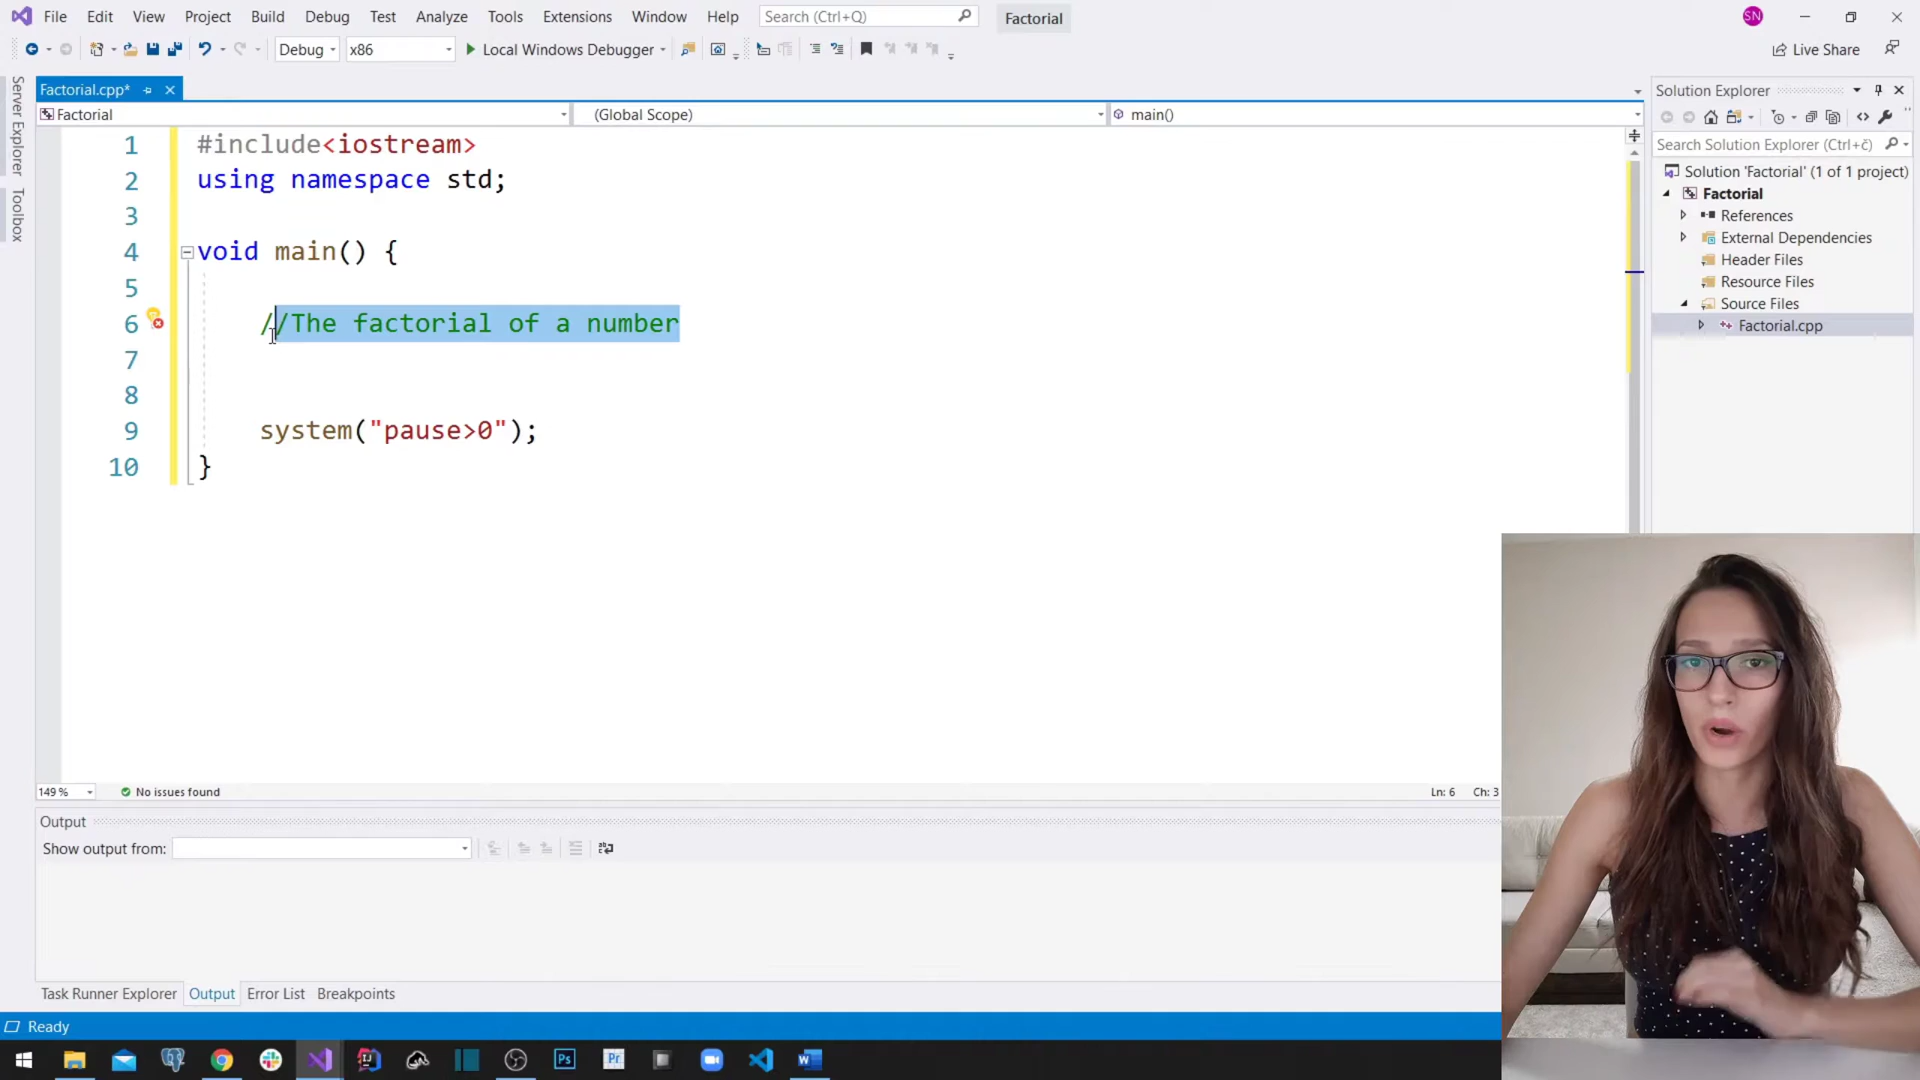 File Edit View Project Build Debug Test Analyze Tools Extensions Window Help Search (Ctrl+Q) Factorial SN
Debug x86 Local Windows Debugger Live Share
Server Explorer
Toolbox
Factorial.cpp*
Factorial (Global Scope) main()
1 #include<iostream>
2 using namespace std;
3
4 void main() {
5
6 //The factorial of a number
7
8
9 system("pause>0");
10 }
Solution Explorer
Search Solution Explorer (Ctrl+č)
Solution 'Factorial' (1 of 1 project)
Factorial
References
External Dependencies
Header Files
Resource Files
Source Files
Factorial.cpp
149 % No issues found Ln: 6 Ch: 3
Output
Show output from:
Task Runner Explorer Output Error List Breakpoints
Ready
Ps Pr